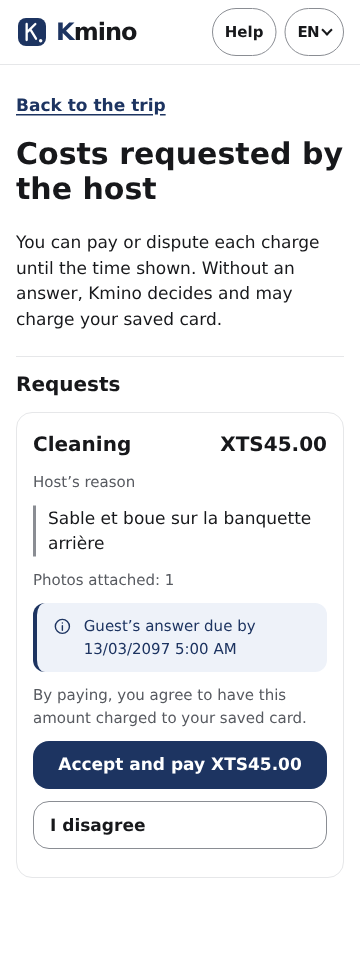 K. Kmino
Help
EN
Back to the trip
Costs requested by
the host
You can pay or dispute each charge
until the time shown. Without an
answer, Kmino decides and may
charge your saved card.
Requests
Cleaning XTS45.00
Host’s reason
Sable et boue sur la banquette
arrière
Photos attached: 1
Guest’s answer due by
13/03/2097 5:00 AM
By paying, you agree to have this
amount charged to your saved card.
Accept and pay XTS45.00
I disagree